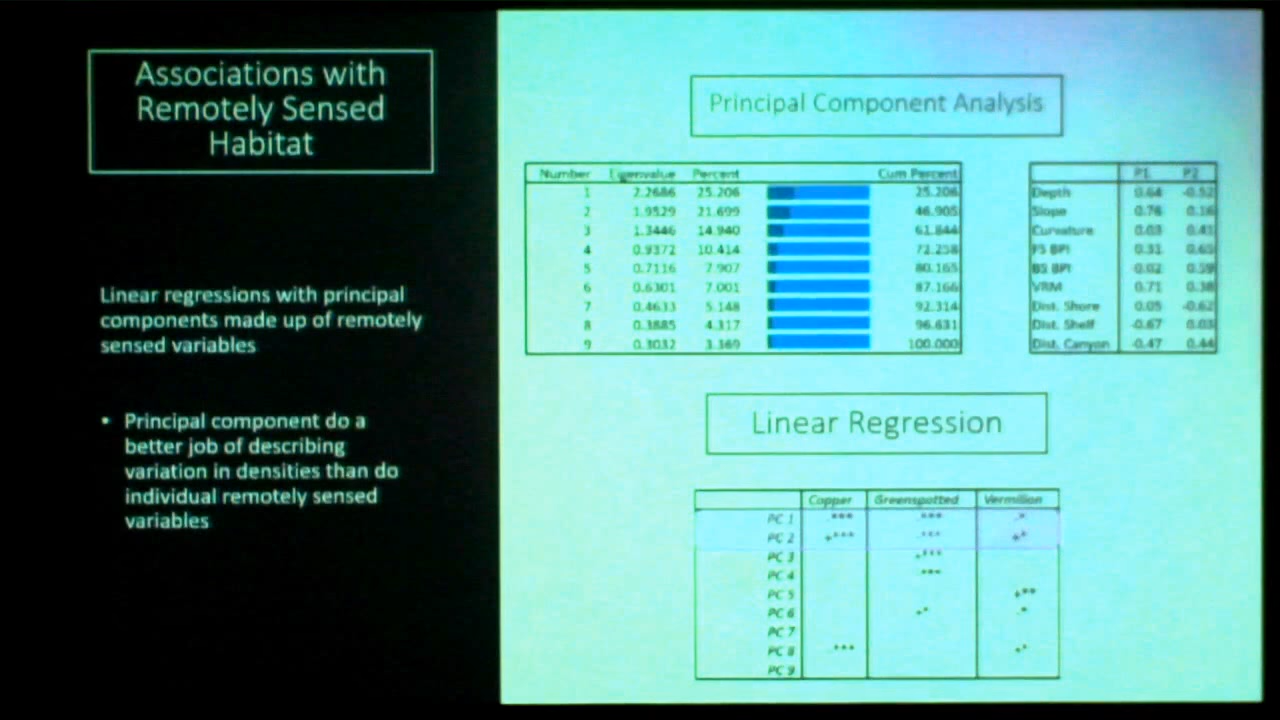 Associations with
Remotely Sensed
Habitat
Linear regressions with principal
components made up of remotely
sensed variables
• Principal component do a
better job of describing
variation in densities than do
individual remotely sensed
variables
Principal Component Analysis
Number Eigenvalue Percent Cum Percent
1 2.2686 25.206 25.206
2 1.9529 21.699 46.905
3 1.3446 14.940 61.844
4 0.9372 10.414 72.258
5 0.7116 7.907 80.165
6 0.6301 7.001 87.166
7 0.4633 5.148 92.314
8 0.3885 4.317 96.631
9 0.3032 3.369 100.000
P1 P2
Depth 0.64 -0.52
Slope 0.76 0.16
Curvature 0.03 0.41
FS BPI 0.31 0.65
BS BPI -0.02 0.59
VRM 0.71 0.38
Dist. Shore 0.05 -0.62
Dist. Shelf -0.67 0.03
Dist. Canyon -0.47 0.44
Linear Regression
Copper Greenspotted Vermilion
PC 1 -*** -*** -*
PC 2 +*** -*** +*
PC 3 +***
PC 4 -***
PC 5 +**
PC 6 +* -*
PC 7
PC 8 -*** +*
PC 9